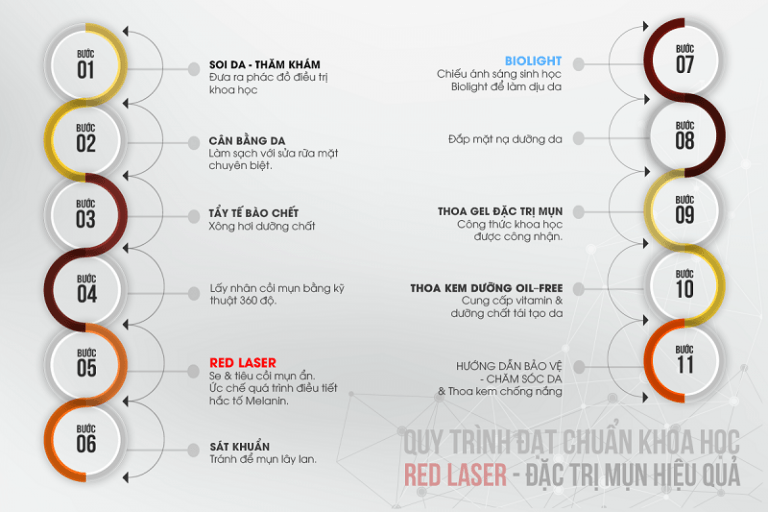 BƯỚC
01
SOI DA - THĂM KHÁM
Đưa ra phác đồ điều trị
khoa học
BƯỚC
02
CÂN BẰNG DA
Làm sạch với sửa rữa mặt
chuyên biệt.
BƯỚC
03
TẨY TẾ BÀO CHẾT
Xông hơi dưỡng chất
BƯỚC
04
Lấy nhân cồi mụn bằng kỹ
thuật 360 độ.
BƯỚC
05
RED LASER
Se & tiêu cồi mụn ẩn.
Ức chế quá trình điều tiết
hắc tố Melanin.
BƯỚC
06
SÁT KHUẨN
Tránh để mụn lây lan.
BƯỚC
07
BIOLIGHT
Chiếu ánh sáng sinh học
Biolight để làm dịu da
BƯỚC
08
Đắp mặt nạ dưỡng da
BƯỚC
09
THOA GEL ĐẶC TRỊ MỤN
Công thức khoa học
được công nhận.
BƯỚC
10
THOA KEM DƯỠNG OIL-FREE
Cung cấp vitamin &
dưỡng chất tái tạo da
BƯỚC
11
HƯỚNG DẪN BẢO VỆ
- CHĂM SÓC DA
& Thoa kem chống nắng
QUY TRÌNH ĐẠT CHUẨN KHOA HỌC
RED LASER - ĐẶC TRỊ MỤN HIỆU QUẢ